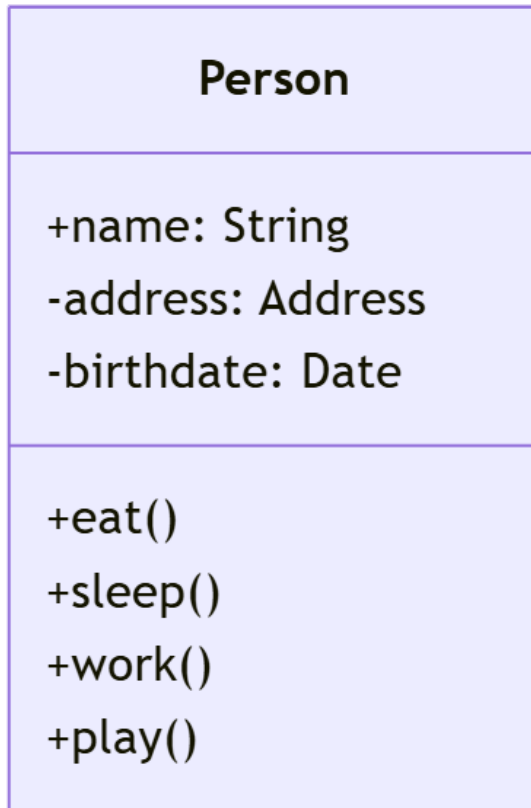 Person
+name: String
-address: Address
-birthdate: Date
+eat()
+sleep()
+work()
+play()